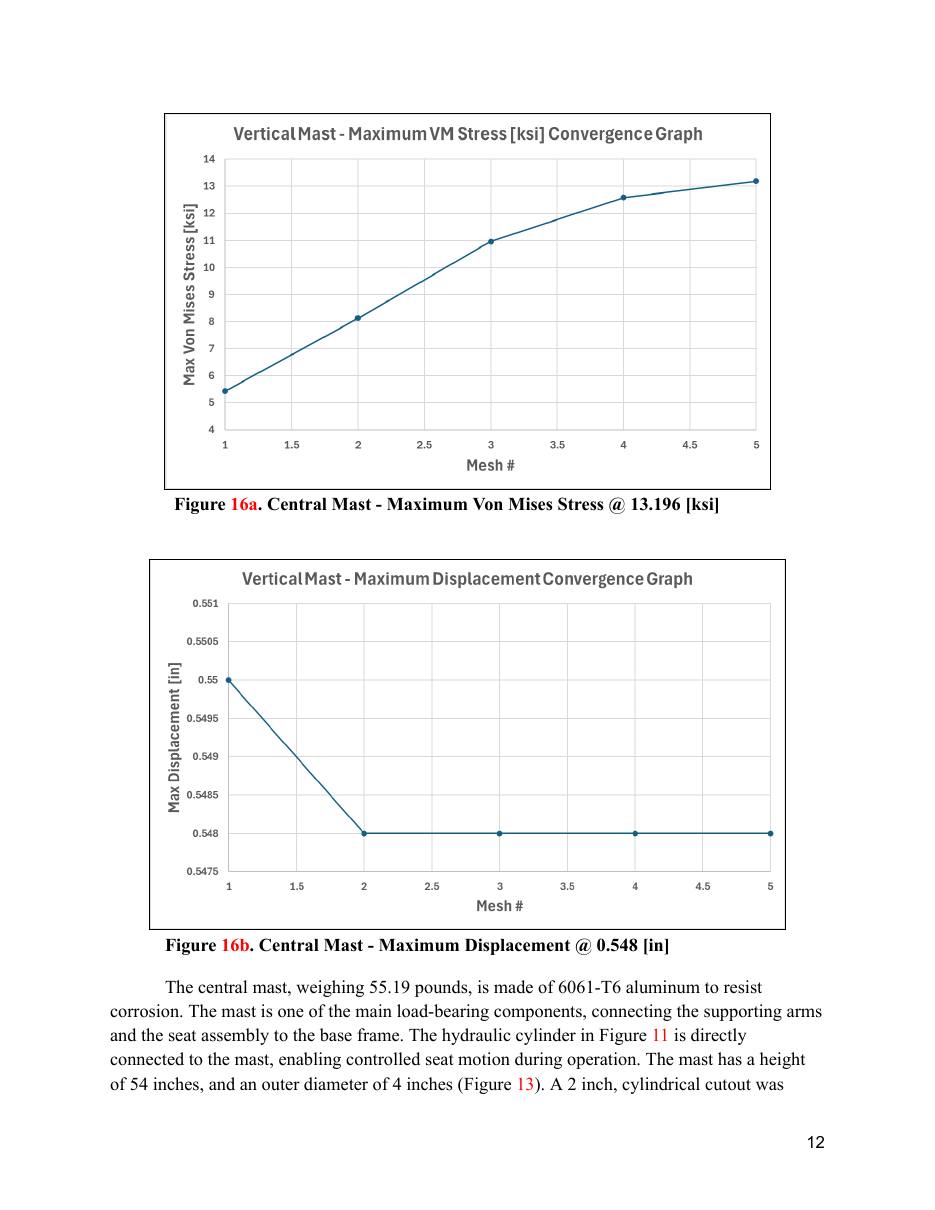 Vertical Mast - Maximum VM Stress [ksi] Convergence Graph
14
13
12
11
10
9
8
7
6
5
4
Max Von Mises Stress [ksi]
1 1.5 2 2.5 3 3.5 4 4.5 5
Mesh #
Figure 16a. Central Mast - Maximum Von Mises Stress @ 13.196 [ksi]
Vertical Mast - Maximum Displacement Convergence Graph
0.551
0.5505
0.55
0.5495
0.549
0.5485
0.548
0.5475
Max Displacement [in]
1 1.5 2 2.5 3 3.5 4 4.5 5
Mesh #
Figure 16b. Central Mast - Maximum Displacement @ 0.548 [in]
The central mast, weighing 55.19 pounds, is made of 6061-T6 aluminum to resist
corrosion. The mast is one of the main load-bearing components, connecting the supporting arms
and the seat assembly to the base frame. The hydraulic cylinder in Figure 11 is directly
connected to the mast, enabling controlled seat motion during operation. The mast has a height
of 54 inches, and an outer diameter of 4 inches (Figure 13). A 2 inch, cylindrical cutout was
12